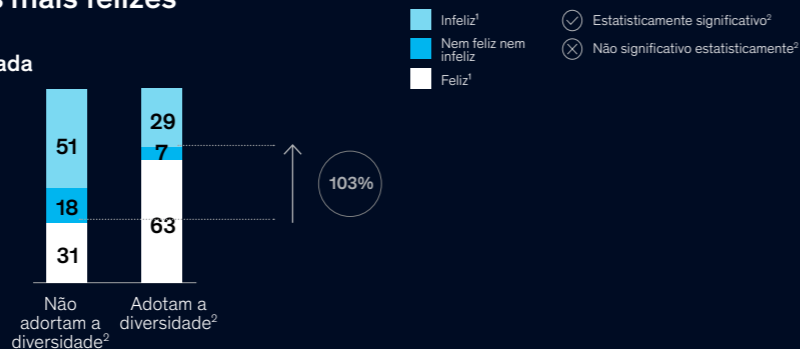 s mais felizes
ada
Infeliz¹
Nem feliz nem
infeliz
Feliz¹
Estatisticamente significativo²
Não significativo estatisticamente²
51
18
31
29
7
63
103%
Não
adortam a
diversidade²
Adotam a
diversidade²